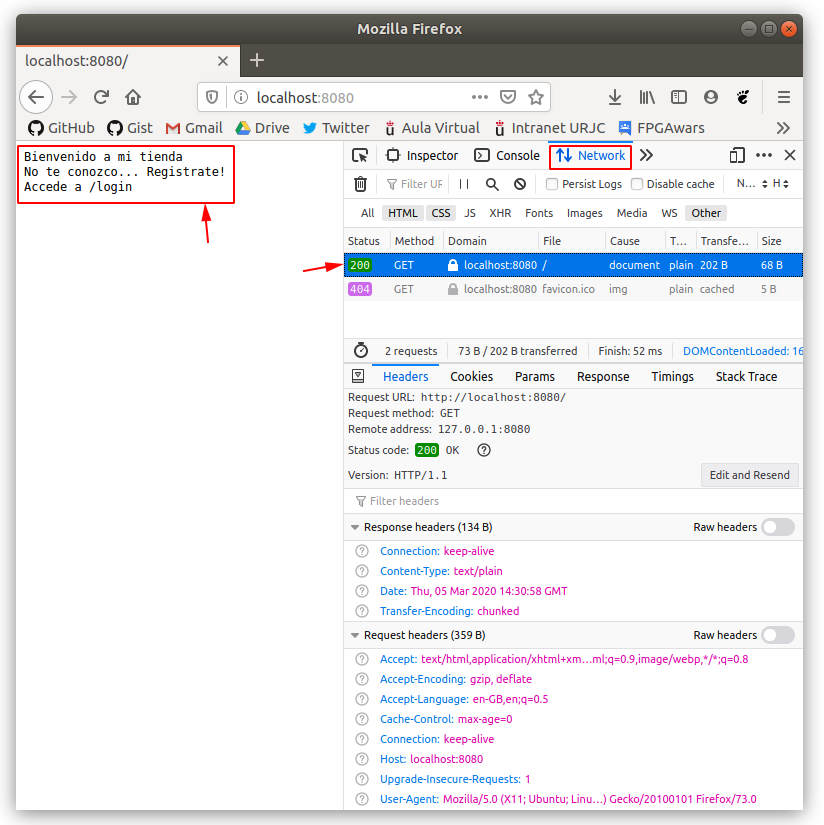 Mozilla Firefox
localhost:8080/
localhost:8080
GitHub Gist Gmail Drive Twitter Aula Virtual Intranet URJC FPGAwars
Bienvenido a mi tienda
No te conozco... Registrate!
Accede a /login
Inspector Console Network
Filter UR Persist Logs Disable cache N... H
All HTML CSS JS XHR Fonts Images Media WS Other
Status Method Domain File Cause T... Transfe... Size
200 GET localhost:8080 / document plain 202 B 68 B
404 GET localhost:8080 favicon.ico img plain cached 5 B
2 requests 73 B / 202 B transferred Finish: 52 ms DOMContentLoaded: 16
Headers Cookies Params Response Timings Stack Trace
Request URL: http://localhost:8080/
Request method: GET
Remote address: 127.0.0.1:8080
Status code: 200 OK
Version: HTTP/1.1 Edit and Resend
Filter headers
Response headers (134 B) Raw headers
Connection: keep-alive
Content-Type: text/plain
Date: Thu, 05 Mar 2020 14:30:58 GMT
Transfer-Encoding: chunked
Request headers (359 B) Raw headers
Accept: text/html,application/xhtml+xm…ml;q=0.9,image/webp,*/*;q=0.8
Accept-Encoding: gzip, deflate
Accept-Language: en-GB,en;q=0.5
Cache-Control: max-age=0
Connection: keep-alive
Host: localhost:8080
Upgrade-Insecure-Requests: 1
User-Agent: Mozilla/5.0 (X11; Ubuntu; Linu…) Gecko/20100101 Firefox/73.0